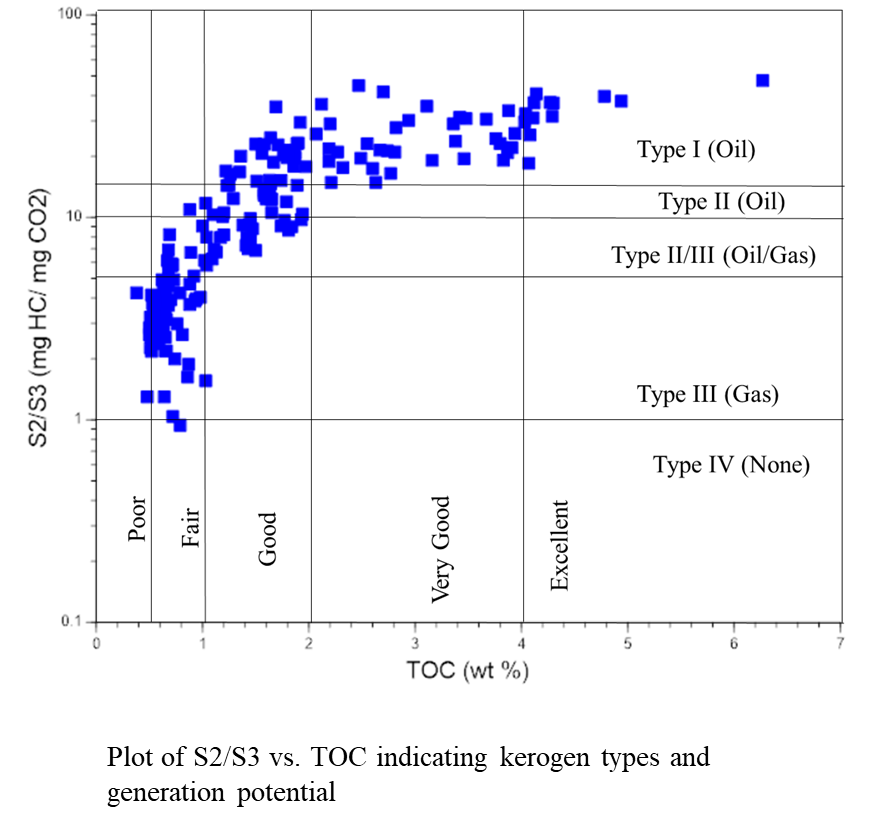 100
10
1
0.1
S2/S3 (mg HC/ mg CO2)
Type I (Oil)
Type II (Oil)
Type II/III (Oil/Gas)
Type III (Gas)
Type IV (None)
Poor
Fair
Good
Very Good
Excellent
0 1 2 3 4 5 6 7
TOC (wt %)
Plot of S2/S3 vs. TOC indicating kerogen types and
generation potential